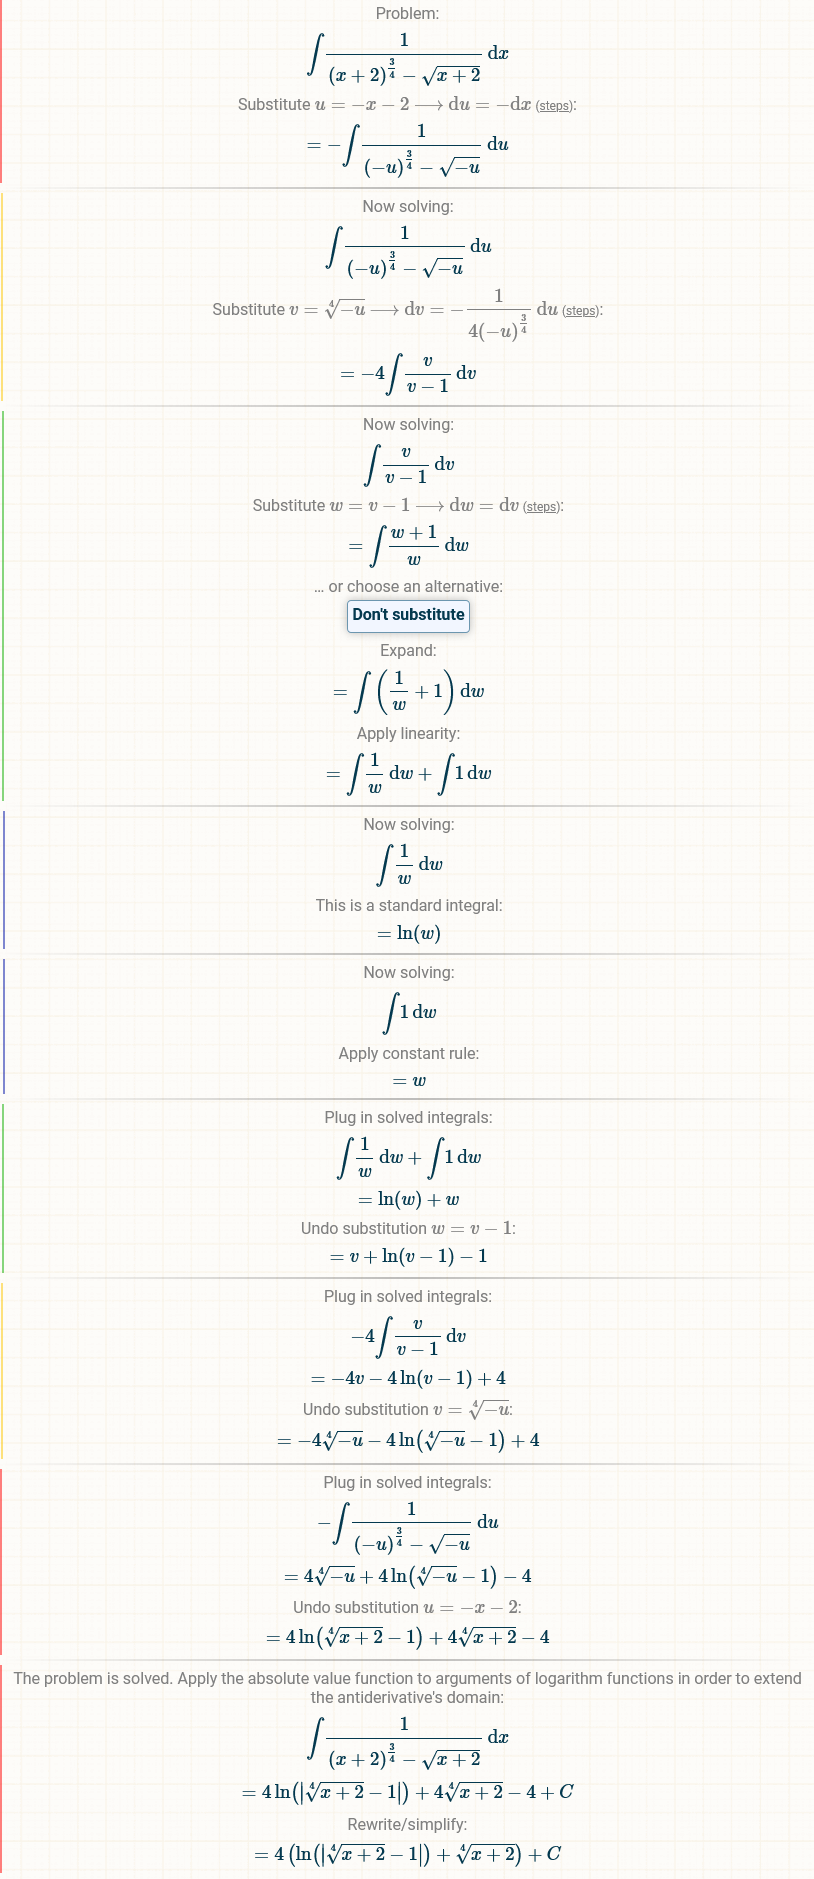 Problem:
∫ 1/((x + 2)^(3/4) − √(x + 2)) dx
Substitute u = −x − 2 ⟶ du = −dx (steps):
= −∫ 1/((−u)^(3/4) − √(−u)) du
Now solving:
∫ 1/((−u)^(3/4) − √(−u)) du
Substitute v = ∜(−u) ⟶ dv = −1/(4(−u)^(3/4)) du (steps):
= −4∫ v/(v − 1) dv
Now solving:
∫ v/(v − 1) dv
Substitute w = v − 1 ⟶ dw = dv (steps):
= ∫ (w + 1)/w dw
... or choose an alternative:
Don't substitute
Expand:
= ∫ (1/w + 1) dw
Apply linearity:
= ∫ 1/w dw + ∫ 1 dw
Now solving:
∫ 1/w dw
This is a standard integral:
= ln(w)
Now solving:
∫ 1 dw
Apply constant rule:
= w
Plug in solved integrals:
∫ 1/w dw + ∫ 1 dw
= ln(w) + w
Undo substitution w = v − 1:
= v + ln(v − 1) − 1
Plug in solved integrals:
−4∫ v/(v − 1) dv
= −4v − 4 ln(v − 1) + 4
Undo substitution v = ∜(−u):
= −4∜(−u) − 4 ln(∜(−u) − 1) + 4
Plug in solved integrals:
−∫ 1/((−u)^(3/4) − √(−u)) du
= 4∜(−u) + 4 ln(∜(−u) − 1) − 4
Undo substitution u = −x − 2:
= 4 ln(∜(x + 2) − 1) + 4∜(x + 2) − 4
The problem is solved. Apply the absolute value function to arguments of logarithm functions in order to extend
the antiderivative's domain:
∫ 1/((x + 2)^(3/4) − √(x + 2)) dx
= 4 ln(|∜(x + 2) − 1|) + 4∜(x + 2) − 4 + C
Rewrite/simplify:
= 4 (ln(|∜(x + 2) − 1|) + ∜(x + 2)) + C